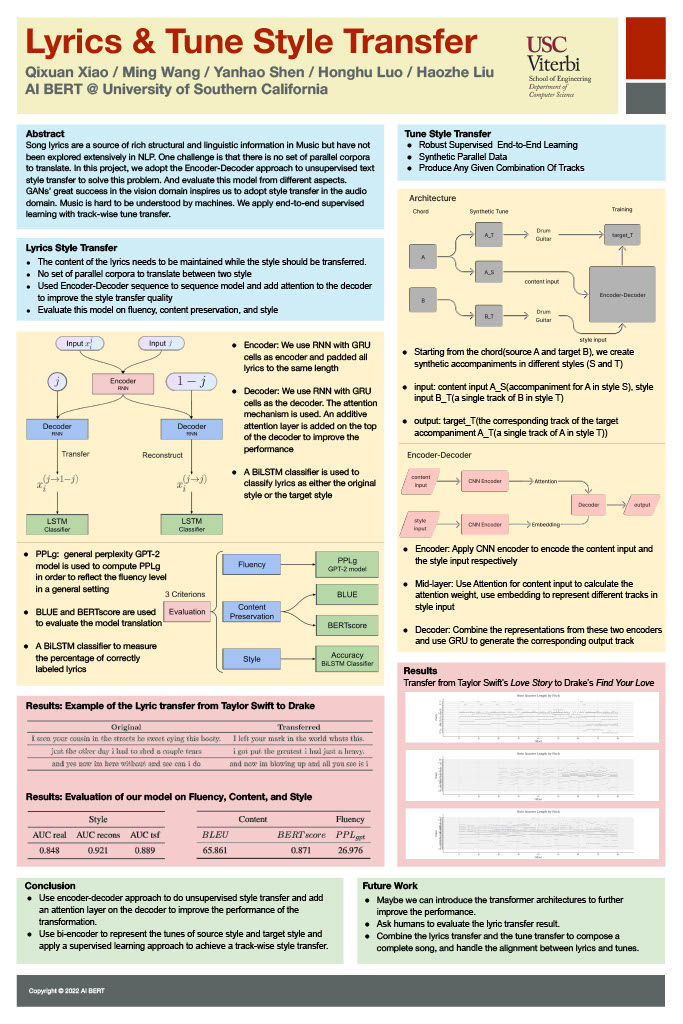 Lyrics & Tune Style Transfer
Qixuan Xiao / Ming Wang / Yanhao Shen / Honghu Luo / Haozhe Liu
AI BERT @ University of Southern California
USC
Viterbi
School of Engineering
Department of
Computer Science
Abstract
Song lyrics are a source of rich structural and linguistic information in Music but have not
been explored extensively in NLP. One challenge is that there is no set of parallel corpora
to translate. In this project, we adopt the Encoder-Decoder approach to unsupervised text
style transfer to solve this problem. And evaluate this model from different aspects.
GANs' great success in the vision domain inspires us to adopt style transfer in the audio
domain. Music is hard to be understood by machines. We apply end-to-end supervised
learning with track-wise tune transfer.
Lyrics Style Transfer
● The content of the lyrics needs to be maintained while the style should be transferred.
● No set of parallel corpora to translate between two style
● Used Encoder-Decoder sequence to sequence model and add attention to the decoder
to improve the style transfer quality
● Evaluate this model on fluency, content preservation, and style
Input x_i^j
Input j
j
Encoder
RNN
1 − j
Decoder
RNN
Decoder
RNN
Transfer
Reconstruct
x_i^(j→1−j)
x_i^(j→j)
LSTM
Classifier
LSTM
Classifier
● Encoder: We use RNN with GRU
cells as encoder and padded all
lyrics to the same length
● Decoder: We use RNN with GRU
cells as the decoder. The attention
mechanism is used. An additive
attention layer is added on the top
of the decoder to improve the
performance
● A BiLSTM classifier is used to
classify lyrics as either the original
style or the target style
● PPLg: general perplexity GPT-2
model is used to compute PPLg
in order to reflect the fluency level
in a general setting
● BLUE and BERTscore are used
to evaluate the model translation
● A BiLSTM classifier to measure
the percentage of correctly
labeled lyrics
3 Criterions
Evaluation
Fluency
PPLg
GPT-2 model
Content
Preservation
BLUE
BERTscore
Style
Accuracy
BiLSTM Classifier
Results: Example of the Lyric transfer from Taylor Swift to Drake
Original Transferred
I seen your cousin in the streets he sweet eying this booty. I left your mark in the world whats this.
just the other day i had to shed a couple tears i got put the greatest i had just a heavy.
and yes now im here without and see can i do and now im blowing up and all you see is i
Results: Evaluation of our model on Fluency, Content, and Style
Style
AUC real AUC recons AUC tsf
0.848 0.921 0.889
Content Fluency
BLEU BERTscore PPLgpt
65.861 0.871 26.976
Tune Style Transfer
● Robust Supervised End-to-End Learning
● Synthetic Parallel Data
● Produce Any Given Combination Of Tracks
Architecture
Chord
Synthetic Tune
Training
A
A_T
Drum
Guitar
target_T
A_S
content input
B
B_T
Drum
Guitar
style input
Encoder-Decoder
● Starting from the chord(source A and target B), we create
synthetic accompaniments in different styles (S and T)
● input: content input A_S(accompaniment for A in style S), style
input B_T(a single track of B in style T)
● output: target_T(the corresponding track of the target
accompaniment A_T(a single track of A in style T))
Encoder-Decoder
content
input
CNN Encoder
Attention
Decoder
output
style
input
CNN Encoder
Embedding
● Encoder: Apply CNN encoder to encode the content input and
the style input respectively
● Mid-layer: Use Attention for content input to calculate the
attention weight, use embedding to represent different tracks in
style input
● Decoder: Combine the representations from these two encoders
and use GRU to generate the corresponding output track
Results
Transfer from Taylor Swift's Love Story to Drake's Find Your Love
Note Quarter Length by Pitch
Note Quarter Length by Pitch
Note Quarter Length by Pitch
Conclusion
● Use encoder-decoder approach to do unsupervised style transfer and add
an attention layer on the decoder to improve the performance of the
transformation.
● Use bi-encoder to represent the tunes of source style and target style and
apply a supervised learning approach to achieve a track-wise style transfer.
Future Work
● Maybe we can introduce the transformer architectures to further
improve the performance.
● Ask humans to evaluate the lyric transfer result.
● Combine the lyrics transfer and the tune transfer to compose a
complete song, and handle the alignment between lyrics and tunes.
Copyright © 2022 AI BERT